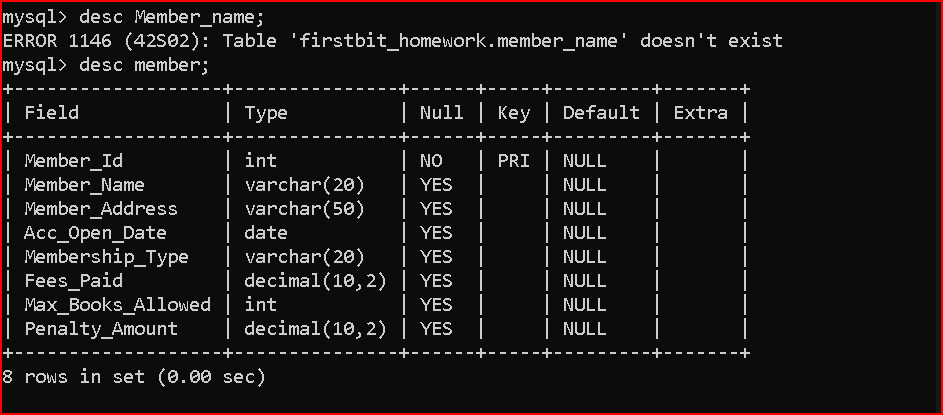 mysql> desc Member_name;
ERROR 1146 (42S02): Table 'firstbit_homework.member_name' doesn't exist
mysql> desc member;
+-------------------+---------------+------+-----+---------+-------+
| Field             | Type          | Null | Key | Default | Extra |
+-------------------+---------------+------+-----+---------+-------+
| Member_Id         | int           | NO   | PRI | NULL    |       |
| Member_Name       | varchar(20)   | YES  |     | NULL    |       |
| Member_Address    | varchar(50)   | YES  |     | NULL    |       |
| Acc_Open_Date     | date          | YES  |     | NULL    |       |
| Membership_Type   | varchar(20)   | YES  |     | NULL    |       |
| Fees_Paid         | decimal(10,2) | YES  |     | NULL    |       |
| Max_Books_Allowed | int           | YES  |     | NULL    |       |
| Penalty_Amount    | decimal(10,2) | YES  |     | NULL    |       |
+-------------------+---------------+------+-----+---------+-------+
8 rows in set (0.00 sec)